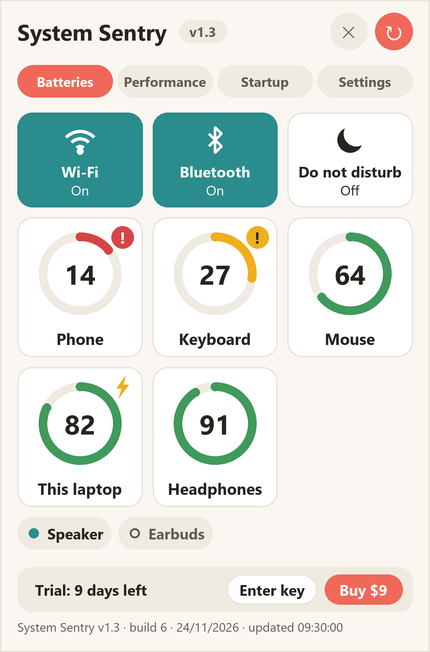 System Sentry v1.3
Batteries Performance Startup Settings
Wi-Fi Bluetooth Do not disturb
On On Off
! !
14 27 64
Phone Keyboard Mouse
82 91
This laptop Headphones
Speaker Earbuds
Trial: 9 days left Enter key Buy $9
System Sentry v1.3 · build 6 · 24/11/2026 · updated 09:30:00